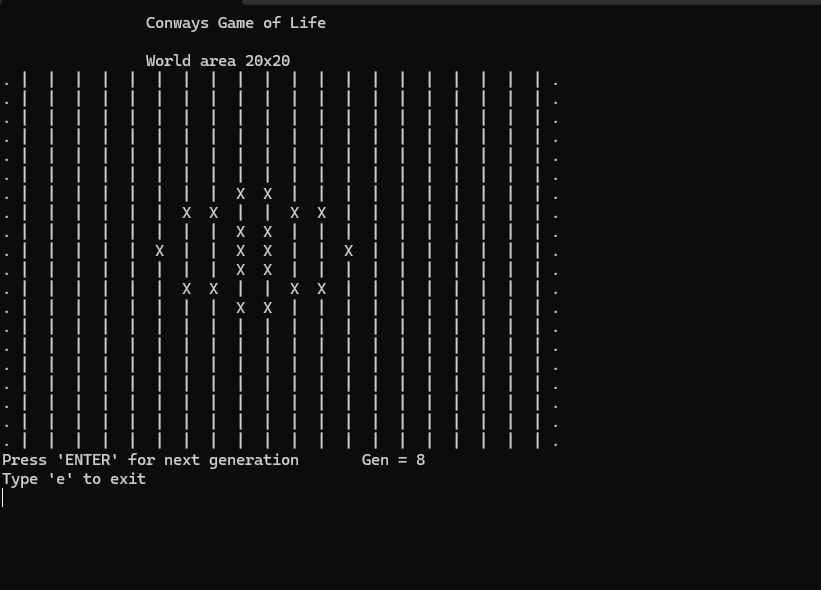 Conways Game of Life
World area 20x20
. |  |  |  |  |  |  |  |  |  |  |  |  |  |  |  |  |  |  |  | .
. |  |  |  |  |  |  |  |  |  |  |  |  |  |  |  |  |  |  |  | .
. |  |  |  |  |  |  |  |  |  |  |  |  |  |  |  |  |  |  |  | .
. |  |  |  |  |  |  |  |  |  |  |  |  |  |  |  |  |  |  |  | .
. |  |  |  |  |  |  |  |  |  |  |  |  |  |  |  |  |  |  |  | .
. |  |  |  |  |  |  |  |  |  |  |  |  |  |  |  |  |  |  |  | .
. |  |  |  |  |  |  |  |  X  X  |  |  |  |  |  |  |  |  |  | .
. |  |  |  |  |  |  X  X  |  |  X  X  |  |  |  |  |  |  |  | .
. |  |  |  |  |  |  |  |  X  X  |  |  |  |  |  |  |  |  |  | .
. |  |  |  |  |  X  |  |  X  X  |  |  X  |  |  |  |  |  |  | .
. |  |  |  |  |  |  |  |  X  X  |  |  |  |  |  |  |  |  |  | .
. |  |  |  |  |  |  X  X  |  |  X  X  |  |  |  |  |  |  |  | .
. |  |  |  |  |  |  |  |  X  X  |  |  |  |  |  |  |  |  |  | .
. |  |  |  |  |  |  |  |  |  |  |  |  |  |  |  |  |  |  |  | .
. |  |  |  |  |  |  |  |  |  |  |  |  |  |  |  |  |  |  |  | .
. |  |  |  |  |  |  |  |  |  |  |  |  |  |  |  |  |  |  |  | .
. |  |  |  |  |  |  |  |  |  |  |  |  |  |  |  |  |  |  |  | .
. |  |  |  |  |  |  |  |  |  |  |  |  |  |  |  |  |  |  |  | .
. |  |  |  |  |  |  |  |  |  |  |  |  |  |  |  |  |  |  |  | .
. |  |  |  |  |  |  |  |  |  |  |  |  |  |  |  |  |  |  |  | .
Press 'ENTER' for next generation       Gen = 8
Type 'e' to exit